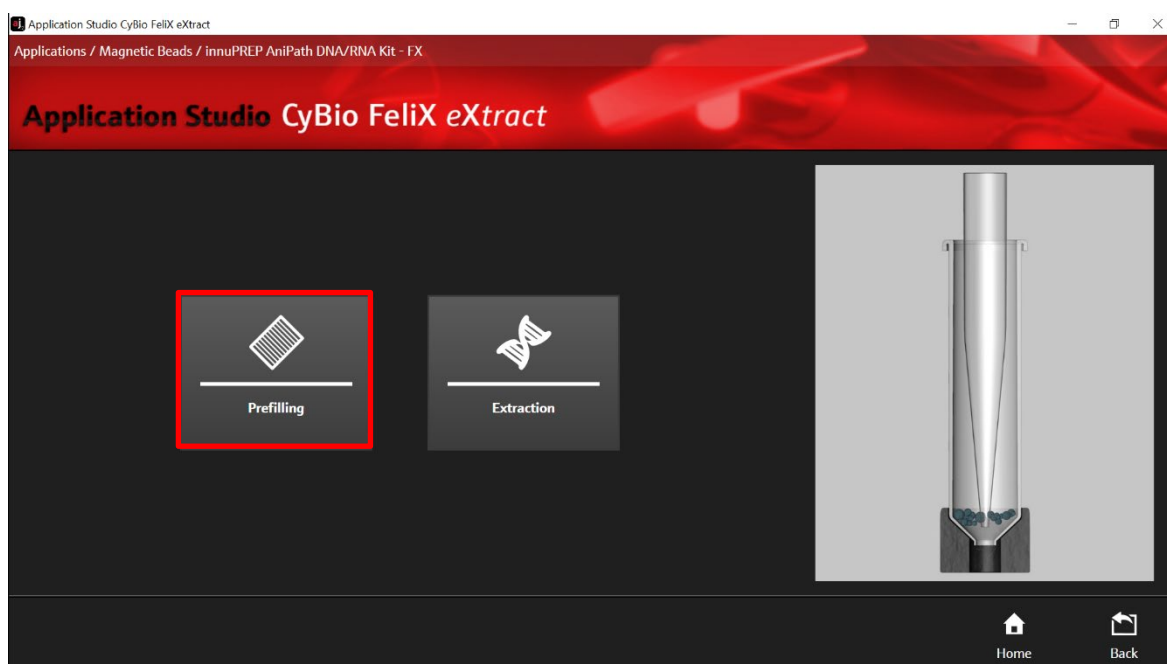 aj. Application Studio CyBio FeliX eXtract
Applications / Magnetic Beads / innuPREP AniPath DNA/RNA Kit - FX
Application Studio CyBio FeliX eXtract
Prefilling
Extraction
Home
Back